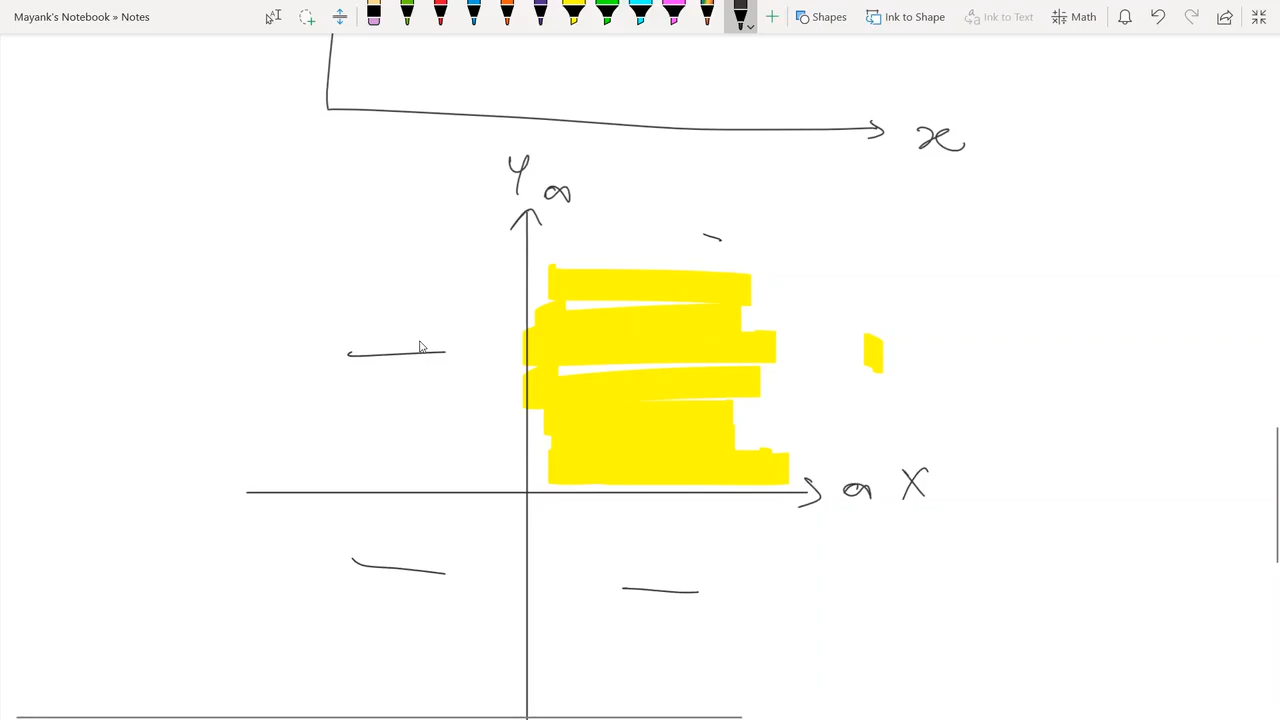 Mayank's Notebook » Notes
Shapes Ink to Shape Ink to Text Math
x
Y
∞
∞ X